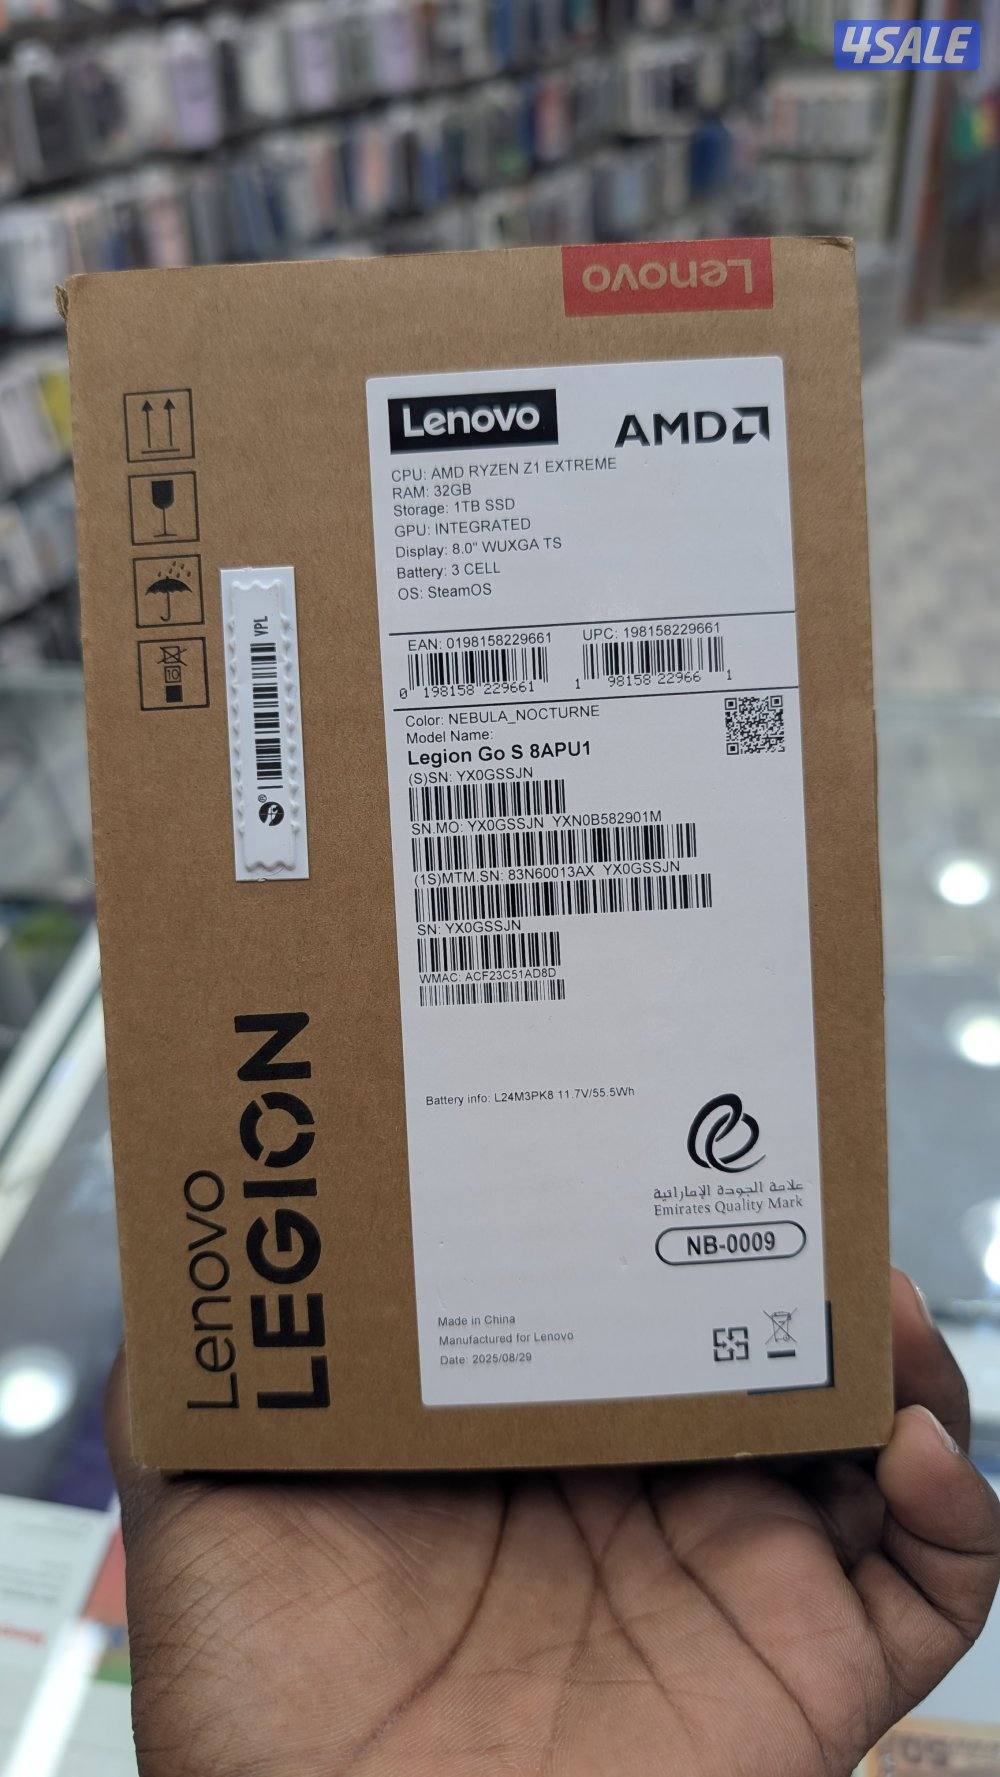 4SALE
Lenovo
Lenovo
AMD
CPU: AMD RYZEN Z1 EXTREME
RAM: 32GB
Storage: 1TB SSD
GPU: INTEGRATED
Display: 8.0" WUXGA TS
Battery: 3 CELL
OS: SteamOS
EAN: 0198158229661
UPC: 198158229661
0 198158 229661
1 98158 22966 1
Color: NEBULA_NOCTURNE
Model Name:
Legion Go S 8APU1
(S)SN: YX0GSSJN
SN.MO: YX0GSSJN YXN0B582901M
(1S)MTM.SN: 83N60013AX YX0GSSJN
SN: YX0GSSJN
WMAC: ACF23C51AD8D
Battery info: L24M3PK8 11.7V/55.5Wh
علامة الجودة الإماراتية
Emirates Quality Mark
NB-0009
Made in China
Manufactured for Lenovo
Date: 2025/08/29
10
VPL
Lenovo
LEGION